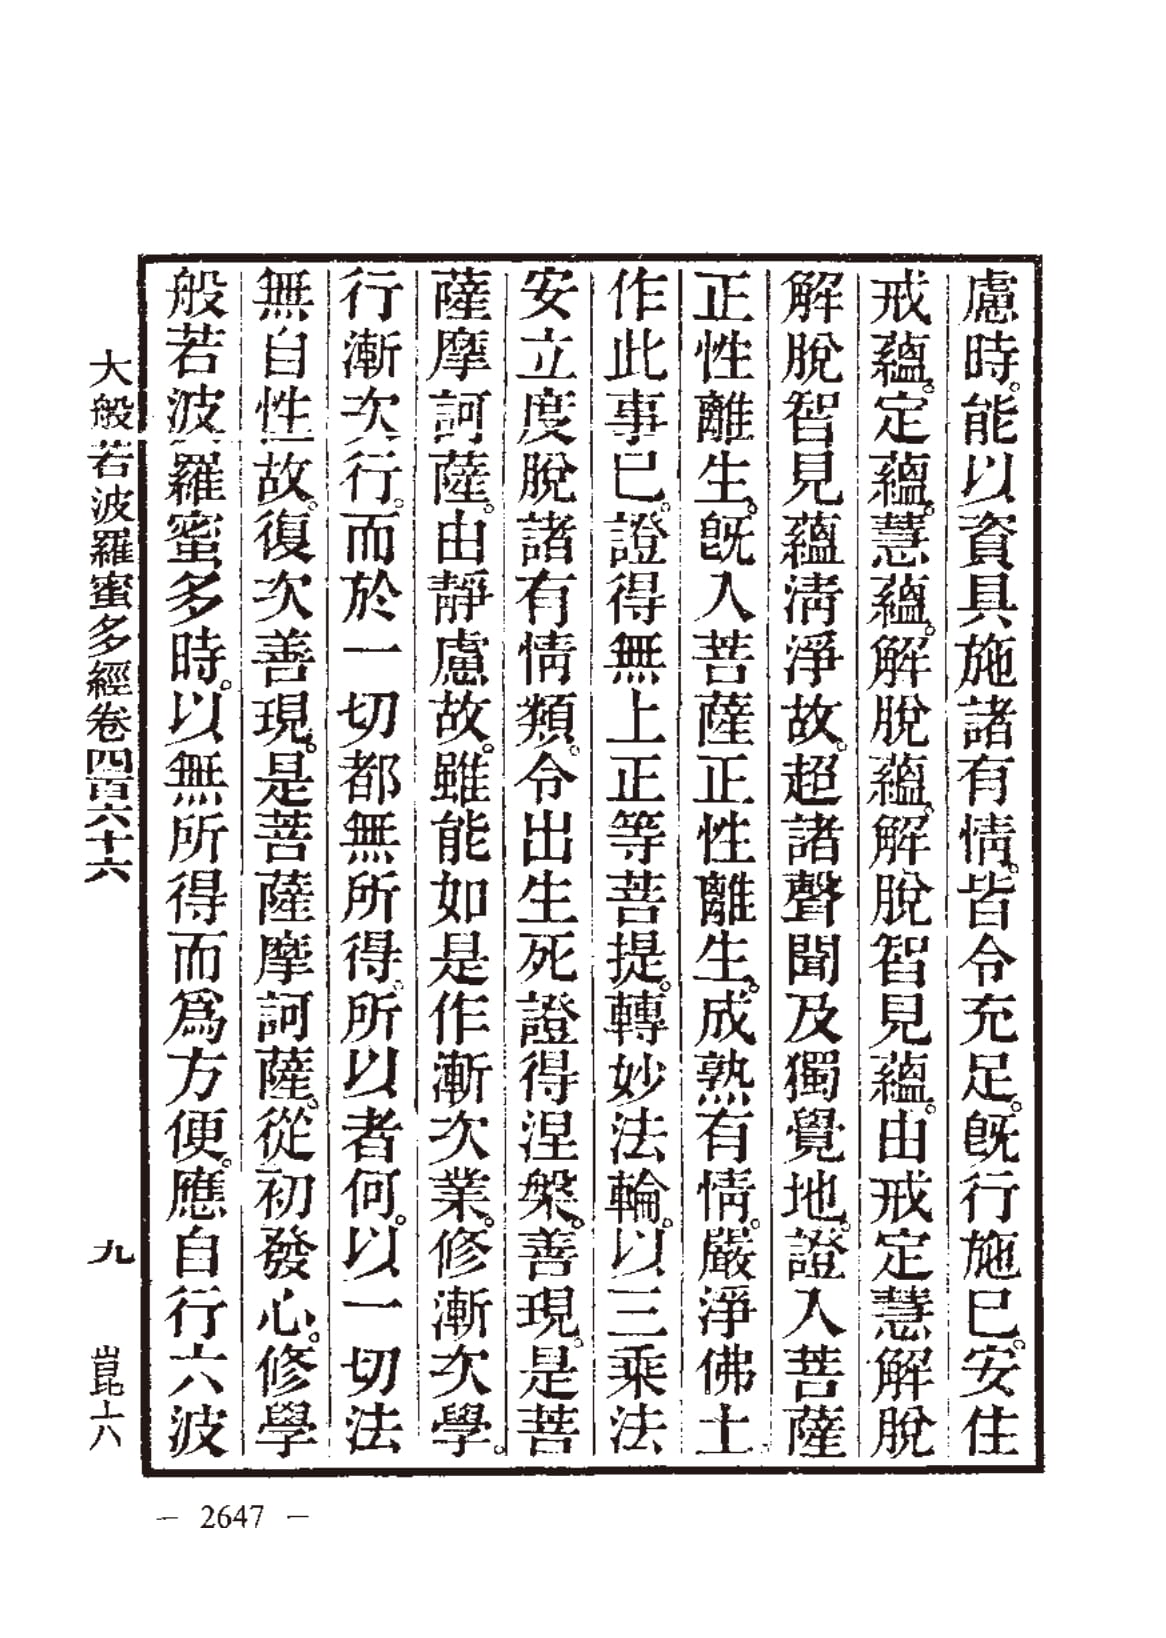 慮時。能以資具施諸有情。皆令充足。旣行施已。安住
戒蘊。定蘊。慧蘊。解脫蘊。解脫智見蘊。由戒定慧解脫
解脫智見蘊淸淨故。超諸聲聞及獨覺地。證入菩薩
正性離生。旣入菩薩正性離生。成熟有情。嚴淨佛土
作此事已。證得無上正等菩提。轉妙法輪。以三乘法
安立度脫諸有情類。令出生死證得涅槃。善現。是菩
薩摩訶薩。由靜慮故。雖能如是作漸次業。修漸次學。
行漸次行。而於一切都無所得。所以者何。以一切法
無自性故。復次善現。是菩薩摩訶薩。從初發心。修學
般若波羅蜜多時。以無所得而爲方便。應自行六波
大般若波羅蜜多經卷四百六十六 九 崑六
— 2647 —